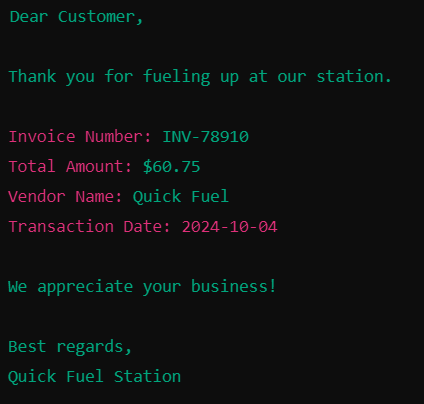 Dear Customer,
Thank you for fueling up at our station.
Invoice Number: INV-78910
Total Amount: $60.75
Vendor Name: Quick Fuel
Transaction Date: 2024-10-04
We appreciate your business!
Best regards,
Quick Fuel Station